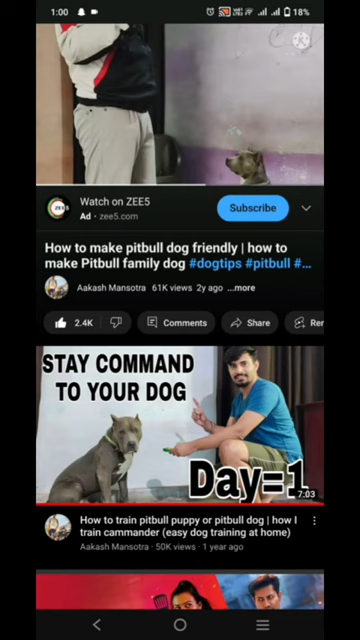 1:00
18%
Watch on ZEE5
Ad · zee5.com
Subscribe
How to make pitbull dog friendly | how to
make Pitbull family dog #dogtips #pitbull #...
Aakash Mansotra 61K views 2y ago ...more
2.4K
Comments
Share
Rer
STAY COMMAND
TO YOUR DOG
Day=1
7:03
How to train pitbull puppy or pitbull dog | how I
train cammander (easy dog training at home)
Aakash Mansotra · 50K views · 1 year ago